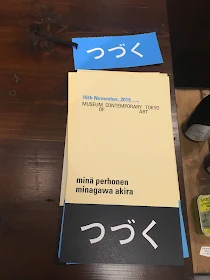 つづく
16th November, 2019 →
MUSEUM CONTEMPORARY TOKYO
OF ART
minä perhonen
minagawa akira
つづく